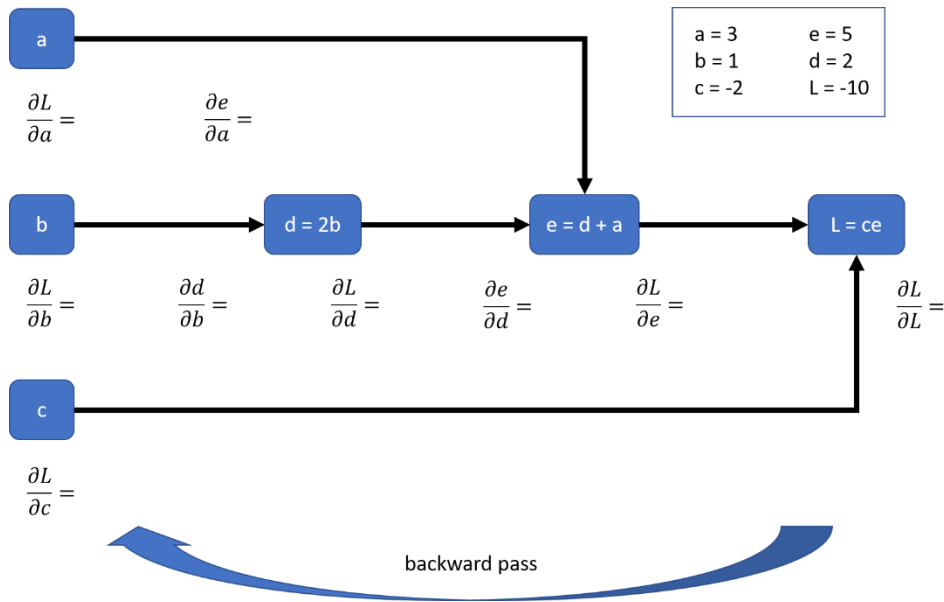 a
a = 3 e = 5
b = 1 d = 2
c = -2 L = -10
∂L/∂a = ∂e/∂a =
b d = 2b e = d + a L = ce
∂L/∂b = ∂d/∂b = ∂L/∂d = ∂e/∂d = ∂L/∂e = ∂L/∂L =
c
∂L/∂c =
backward pass